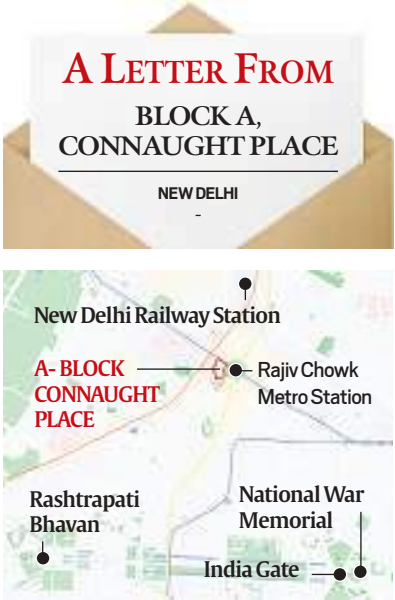 A LETTER FROM
BLOCK A,
CONNAUGHT PLACE
NEW DELHI
-
New Delhi Railway Station
A- BLOCK
CONNAUGHT
PLACE
Rajiv Chowk
Metro Station
Rashtrapati
Bhavan
National War
Memorial
India Gate